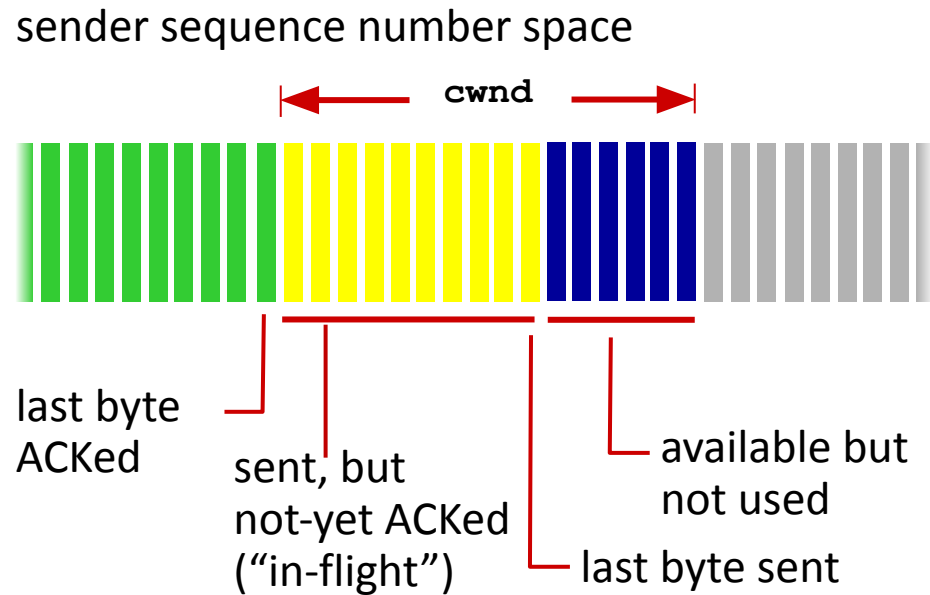 sender sequence number space
cwnd
last byte
ACKed
sent, but
not-yet ACKed
(“in-flight”)
available but
not used
last byte sent